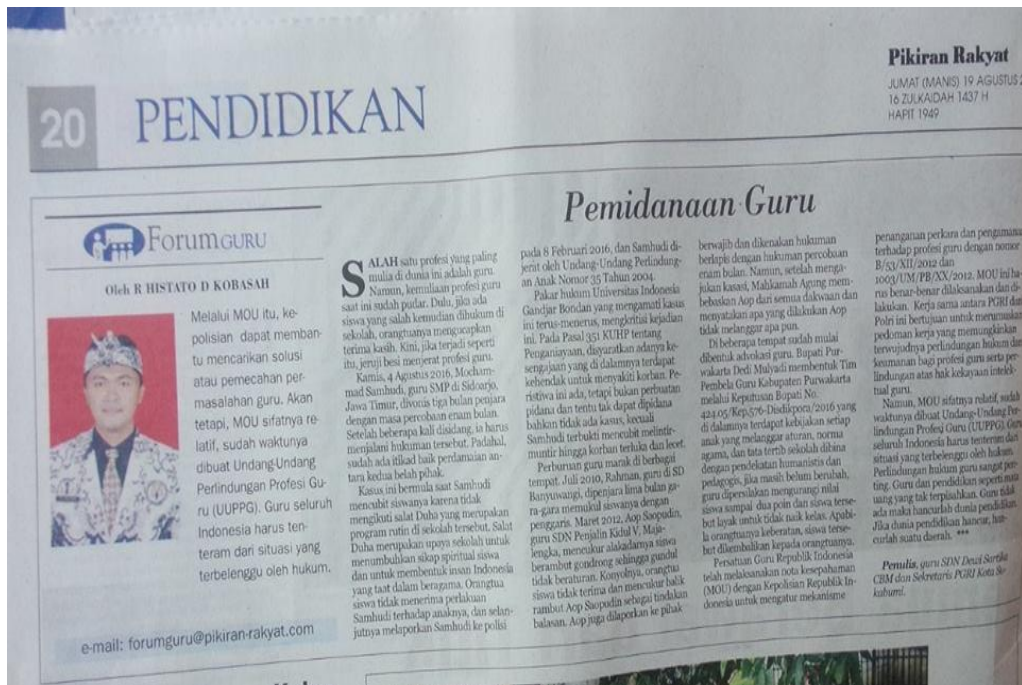 20
PENDIDIKAN
Pikiran Rakyat
JUMAT (MANIS) 19 AGUSTUS
16 ZULKAIDAH 1437 H
HAPIT 1949
ForumGURU
Oleh R HISTATO D KOBASAH
Melalui MOU itu, ke-
polisian dapat memban-
tu mencarikan solusi
atau pemecahan per-
masalahan guru. Akan
tetapi, MOU sifatnya re-
latif, sudah waktunya
dibuat Undang-Undang
Perlindungan Profesi Gu-
ru (UUPPG). Guru seluruh
Indonesia harus ten-
teram dari situasi yang
terbelenggu oleh hukum.
e-mail: forumguru@pikiran-rakyat.com
Pemidanaan Guru
SALAH satu profesi yang paling
mulia di dunia ini adalah guru.
Namun, kemuliaan profesi guru
saat ini sudah pudar. Dulu, jika ada
siswa yang salah kemudian dihukum di
sekolah, orangtuanya mengucapkan
terima kasih. Kini, jika terjadi seperti
itu, jeruji besi menjerat profesi guru.
Kamis, 4 Agustus 2016, Mocham-
mad Samhudi, guru SMP di Sidoarjo,
Jawa Timur, divonis tiga bulan penjara
dengan masa percobaan enam bulan.
Setelah beberapa kali disidang, ia harus
menjalani hukuman tersebut. Padahal,
sudah ada itikad baik perdamaian an-
tara kedua belah pihak.
Kasus ini bermula saat Samhudi
mencubit siswanya karena tidak
mengikuti salat Duha yang merupakan
program rutin di sekolah tersebut. Salat
Duha merupakan upaya sekolah untuk
menumbuhkan sikap spiritual siswa
dan untuk membentuk insan Indonesia
yang taat dalam beragama. Orangtua
siswa tidak menerima perlakuan
Samhudi terhadap anaknya, dan selan-
jutnya melaporkan Samhudi ke polisi
pada 8 Februari 2016, dan Samhudi di-
jerat oleh Undang-Undang Perlindung-
an Anak Nomor 35 Tahun 2004.
Pakar hukum Universitas Indonesia
Gandjar Bondan yang mengamati kasus
ini terus-menerus, mengkritisi kejadian
ini. Pada Pasal 351 KUHP tentang
Penganiayaan, disyaratkan adanya ke-
sengajaan yang di dalamnya terdapat
kehendak untuk menyakiti korban. Pe-
ristiwa ini ada, tetapi bukan perbuatan
pidana dan tentu tak dapat dipidana
bahkan tidak ada kasus, kecuali
Samhudi terbukti mencubit melintir-
muntir hingga korban terluka dan lecet.
Perburuan guru marak di berbagai
tempat. Juli 2010, Rahman, guru di SD
Banyuwangi, dipenjara lima bulan ga-
ra-gara memukul siswanya dengan
penggaris. Maret 2012, Aop Saopudin,
guru SDN Penjalin Kidul V, Maja-
lengka, mencukur alakadarnya siswa
berambut gondrong sehingga gundul
tidak beraturan. Konyolnya, orangtua
siswa tidak terima dan mencukur balik
rambut Aop Saopudin sebagai tindakan
balasan. Aop juga dilaporkan ke pihak
berwajib dan dikenakan hukuman
berlapis dengan hukuman percobaan
enam bulan. Namun, setelah menga-
jukan kasasi, Mahkamah Agung mem-
bebaskan Aop dari semua dakwaan dan
menyatakan apa yang dilakukan Aop
tidak melanggar apa pun.
Di beberapa tempat sudah mulai
dibentuk advokasi guru. Bupati Pur-
wakarta Dedi Mulyadi membentuk Tim
Pembela Guru Kabupaten Purwakarta
melalui Keputusan Bupati No.
424.05/Kep.576-Disdikpora/2016 yang
di dalamnya terdapat kebijakan setiap
anak yang melanggar aturan, norma
agama, dan tata tertib sekolah dibina
dengan pendekatan humanistis dan
pedagogis, jika masih belum berubah,
guru dipersilakan mengurangi nilai
siswa sampai dua poin dan siswa terse-
but layak untuk tidak naik kelas. Apabi-
la orangtuanya keberatan, siswa terse-
but dikembalikan kepada orangtuanya.
Persatuan Guru Republik Indonesia
telah melaksanakan nota kesepahaman
(MOU) dengan Kepolisian Republik In-
donesia untuk mengatur mekanisme
penanganan perkara dan pengamana
terhadap profesi guru dengan nomor
B/53/XII/2012 dan
1003/UM/PB/XX/2012. MOU ini ha-
rus benar-benar dilaksanakan dan di-
lakukan. Kerja sama antara PGRI dan
Polri ini bertujuan untuk merumuskan
pedoman kerja yang memungkinkan
terwujudnya perlindungan hukum dan
keamanan bagi profesi guru serta per-
lindungan atas hak kekayaan intelek-
tual guru.
Namun, MOU sifatnya relatif, sudah
waktunya dibuat Undang-Undang Per-
lindungan Profesi Guru (UUPPG). Guru
seluruh Indonesia harus tenteram dari
situasi yang terbelenggu oleh hukum.
Perlindungan hukum guru sangat pen-
ting. Guru dan pendidikan seperti mata
uang yang tak terpisahkan. Guru tidak
ada maka hancurlah dunia pendidikan.
Jika dunia pendidikan hancur, han-
curlah suatu daerah. ***
Penulis, guru SDN Dewi Sartika
CBM dan Sekretaris PGRI Kota Su-
kabumi.